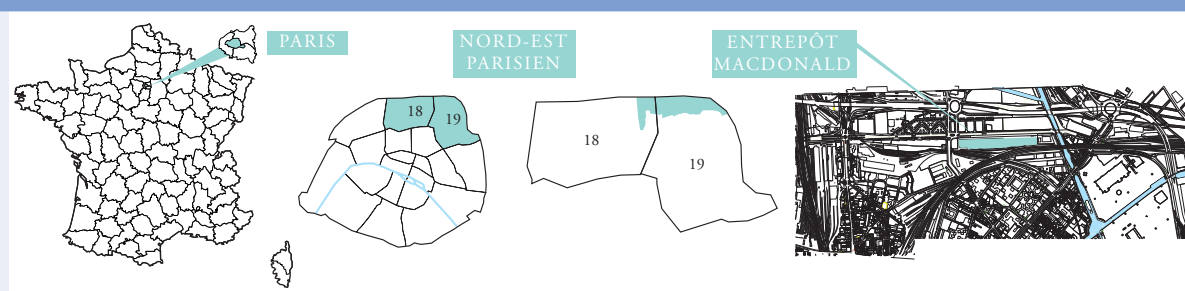 PARIS
NORD-EST
PARISIEN
ENTREPÔT
MACDONALD
18
19
18
19